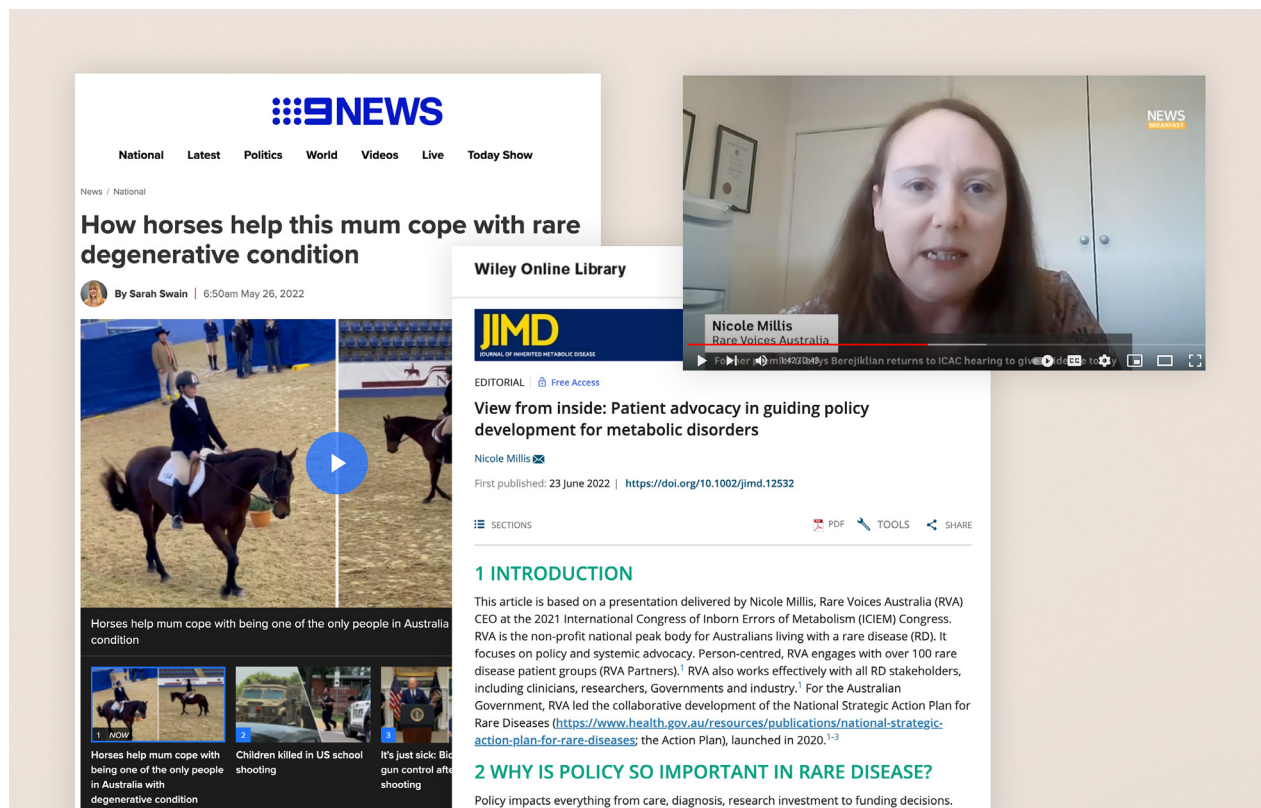 9NEWS
National Latest Politics World Videos Live Today Show
News / National
How horses help this mum cope with rare
degenerative condition
By Sarah Swain | 6:50am May 26, 2022
Horses help mum cope with being one of the only people in Australia
condition
1 NOW
Horses help mum cope with
being one of the only people
in Australia with
degenerative condition
2
Children killed in US school
shooting
3
It's just sick: Bid
gun control afte
shooting
Wiley Online Library
JIMD
JOURNAL OF INHERITED METABOLIC DISEASE
EDITORIAL Free Access
View from inside: Patient advocacy in guiding policy
development for metabolic disorders
Nicole Millis
First published: 23 June 2022 | https://doi.org/10.1002/jimd.12532
SECTIONS PDF TOOLS SHARE
1 INTRODUCTION
This article is based on a presentation delivered by Nicole Millis, Rare Voices Australia (RVA)
CEO at the 2021 International Congress of Inborn Errors of Metabolism (ICIEM) Congress.
RVA is the non-profit national peak body for Australians living with a rare disease (RD). It
focuses on policy and systemic advocacy. Person-centred, RVA engages with over 100 rare
disease patient groups (RVA Partners).1 RVA also works effectively with all RD stakeholders,
including clinicians, researchers, Governments and industry.1 For the Australian
Government, RVA led the collaborative development of the National Strategic Action Plan for
Rare Diseases (https://www.health.gov.au/resources/publications/national-strategic-
action-plan-for-rare-diseases; the Action Plan), launched in 2020.1-3
2 WHY IS POLICY SO IMPORTANT IN RARE DISEASE?
Policy impacts everything from care, diagnosis, research investment to funding decisions.
NEWS
BREAKFAST
Nicole Millis
Rare Voices Australia
Berejiklian returns to ICAC hearing to
CC